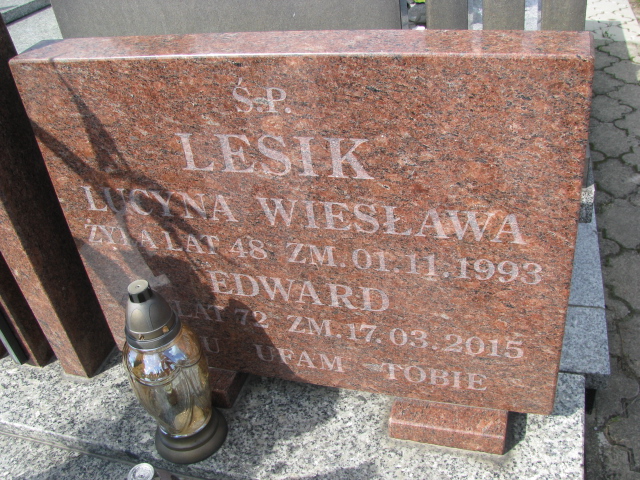 Ś.P.
LESIK
LUCYNA WIESŁAWA
ŻYŁA LAT 48 ZM. 01.11.1993
EDWARD
LAT 72 ZM. 17.03.2015
UFAM TOBIE